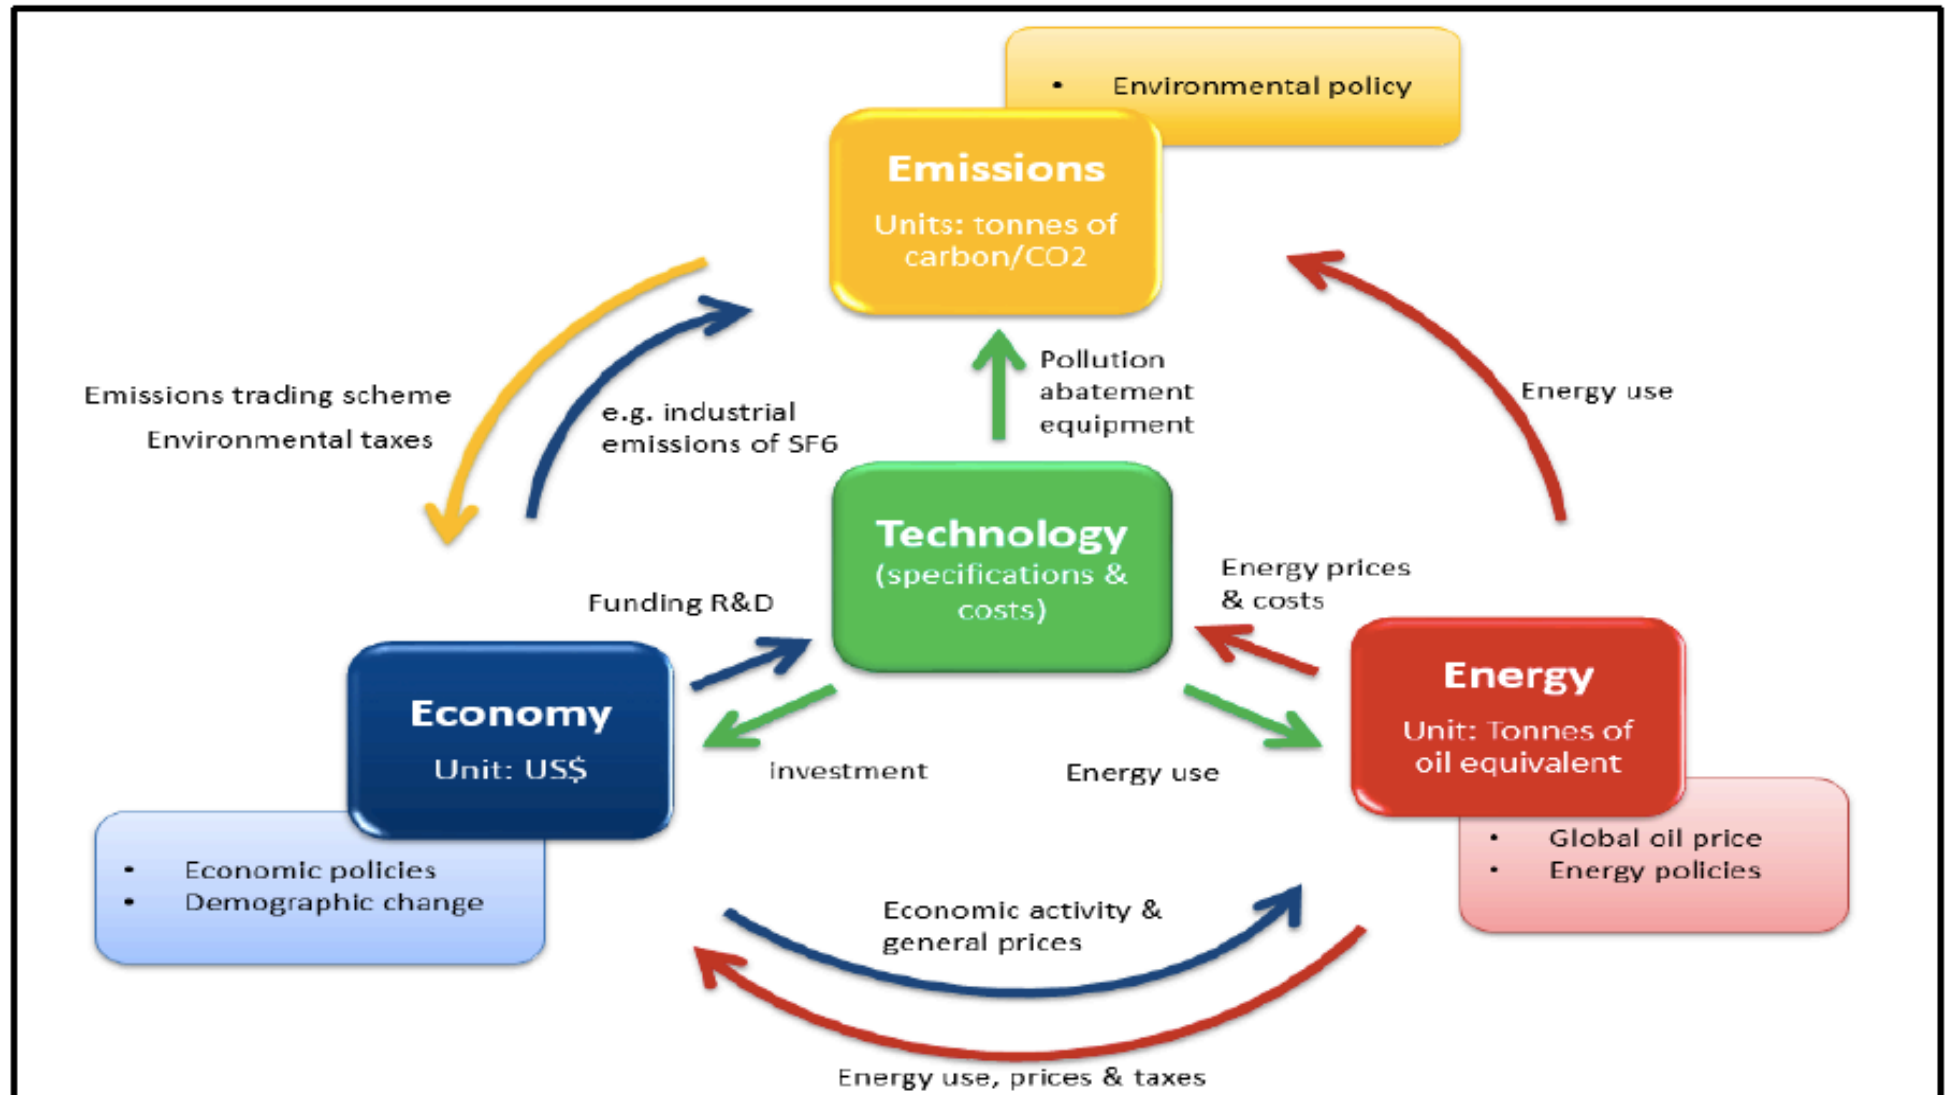 • Environmental policy
Emissions
Units: tonnes of
carbon/CO2
Pollution
abatement
equipment
Energy use
Emissions trading scheme
Environmental taxes
e.g. industrial
emissions of SF6
Technology
(specifications &
costs)
Energy prices
& costs
Funding R&D
Economy
Unit: US$
Energy
Unit: Tonnes of
oil equivalent
investment
Energy use
• Global oil price
• Energy policies
• Economic policies
• Demographic change
Economic activity &
general prices
Energy use, prices & taxes